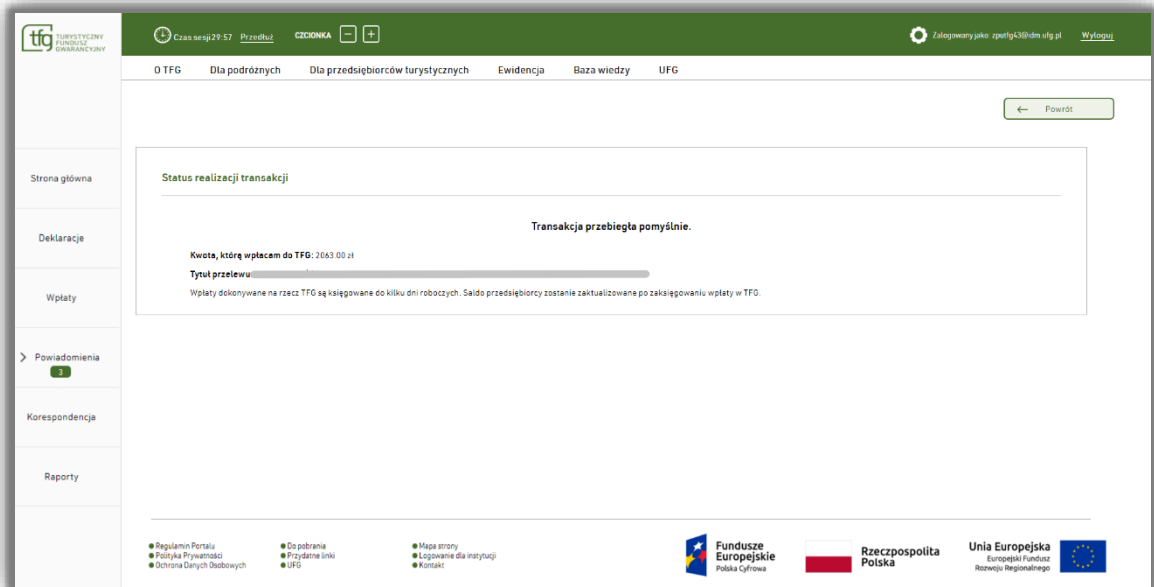 tfg TURYSTYCZNY
FUNDUSZ
GWARANCYJNY
Czas sesji 29:57 Przedłuż CZCIONKA − +
Zalogowany jako: zputfg43@idm.ufg.pl Wyloguj
O TFG Dla podróżnych Dla przedsiębiorców turystycznych Ewidencja Baza wiedzy UFG
← Powrót
Strona główna
Deklaracje
Wpłaty
Powiadomienia
3
Korespondencja
Raporty
Status realizacji transakcji
Transakcja przebiegła pomyślnie.
Kwota, którą wpłacam do TFG: 2063.00 zł
Tytuł przelewu
Wpłaty dokonywane na rzecz TFG są księgowane do kilku dni roboczych. Saldo przedsiębiorcy zostanie zaktualizowane po zaksięgowaniu wpłaty w TFG.
Regulamin Portalu
Polityka Prywatności
Ochrona Danych Osobowych
Do pobrania
Przydatne linki
UFG
Mapa strony
Logowanie dla instytucji
Kontakt
Fundusze
Europejskie
Polska Cyfrowa
Rzeczpospolita
Polska
Unia Europejska
Europejski Fundusz
Rozwoju Regionalnego